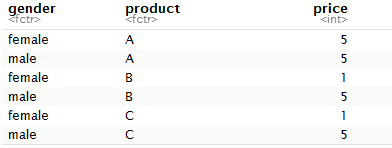 gender product price
<fctr> <fctr> <int>
female A 5
male A 5
female B 1
male B 5
female C 1
male C 5